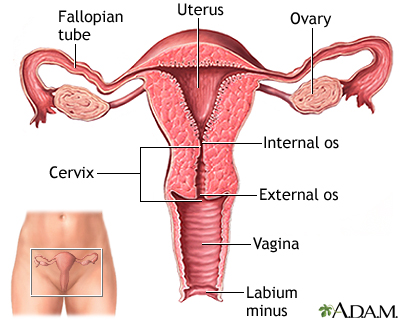 Fallopian
tube
Uterus
Ovary
Internal os
Cervix
External os
Vagina
Labium
minus
A.D.A.M.